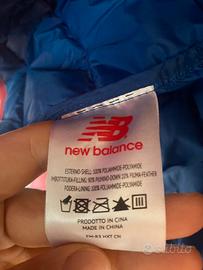 new balance
ESTERNO-SHELL: 100% POLIAMMIDE-POLYAMIDE
IMBOTTITURA-FILLING: 90% PIUMINO-DOWN 10% PIUMA-FEATHER
FODERA-LINING: 100% POLIAMMIDE-POLYAMIDE
PRODOTTO IN CINA
MADE IN CHINA
subito